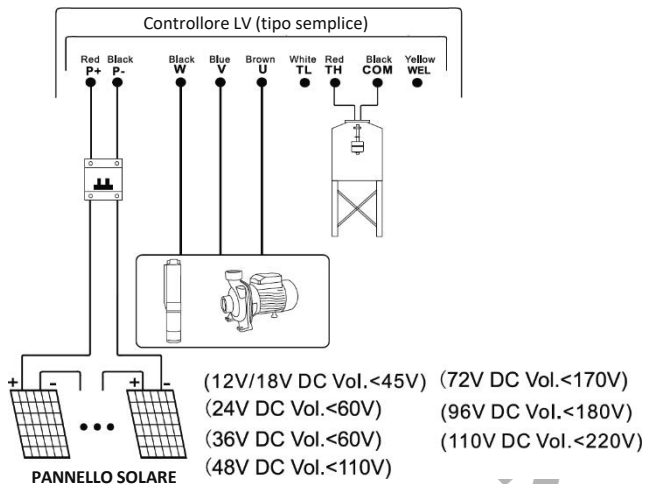 Controllore LV (tipo semplice)
Red Black Black Blue Brown White Red Black Yellow
P+ P- W V U TL TH COM WEL
+ - + -
(12V/18V DC Vol.<45V) (72V DC Vol.<170V)
(24V DC Vol.<60V) (96V DC Vol.<180V)
(36V DC Vol.<60V) (110V DC Vol.<220V)
(48V DC Vol.<110V)
PANNELLO SOLARE